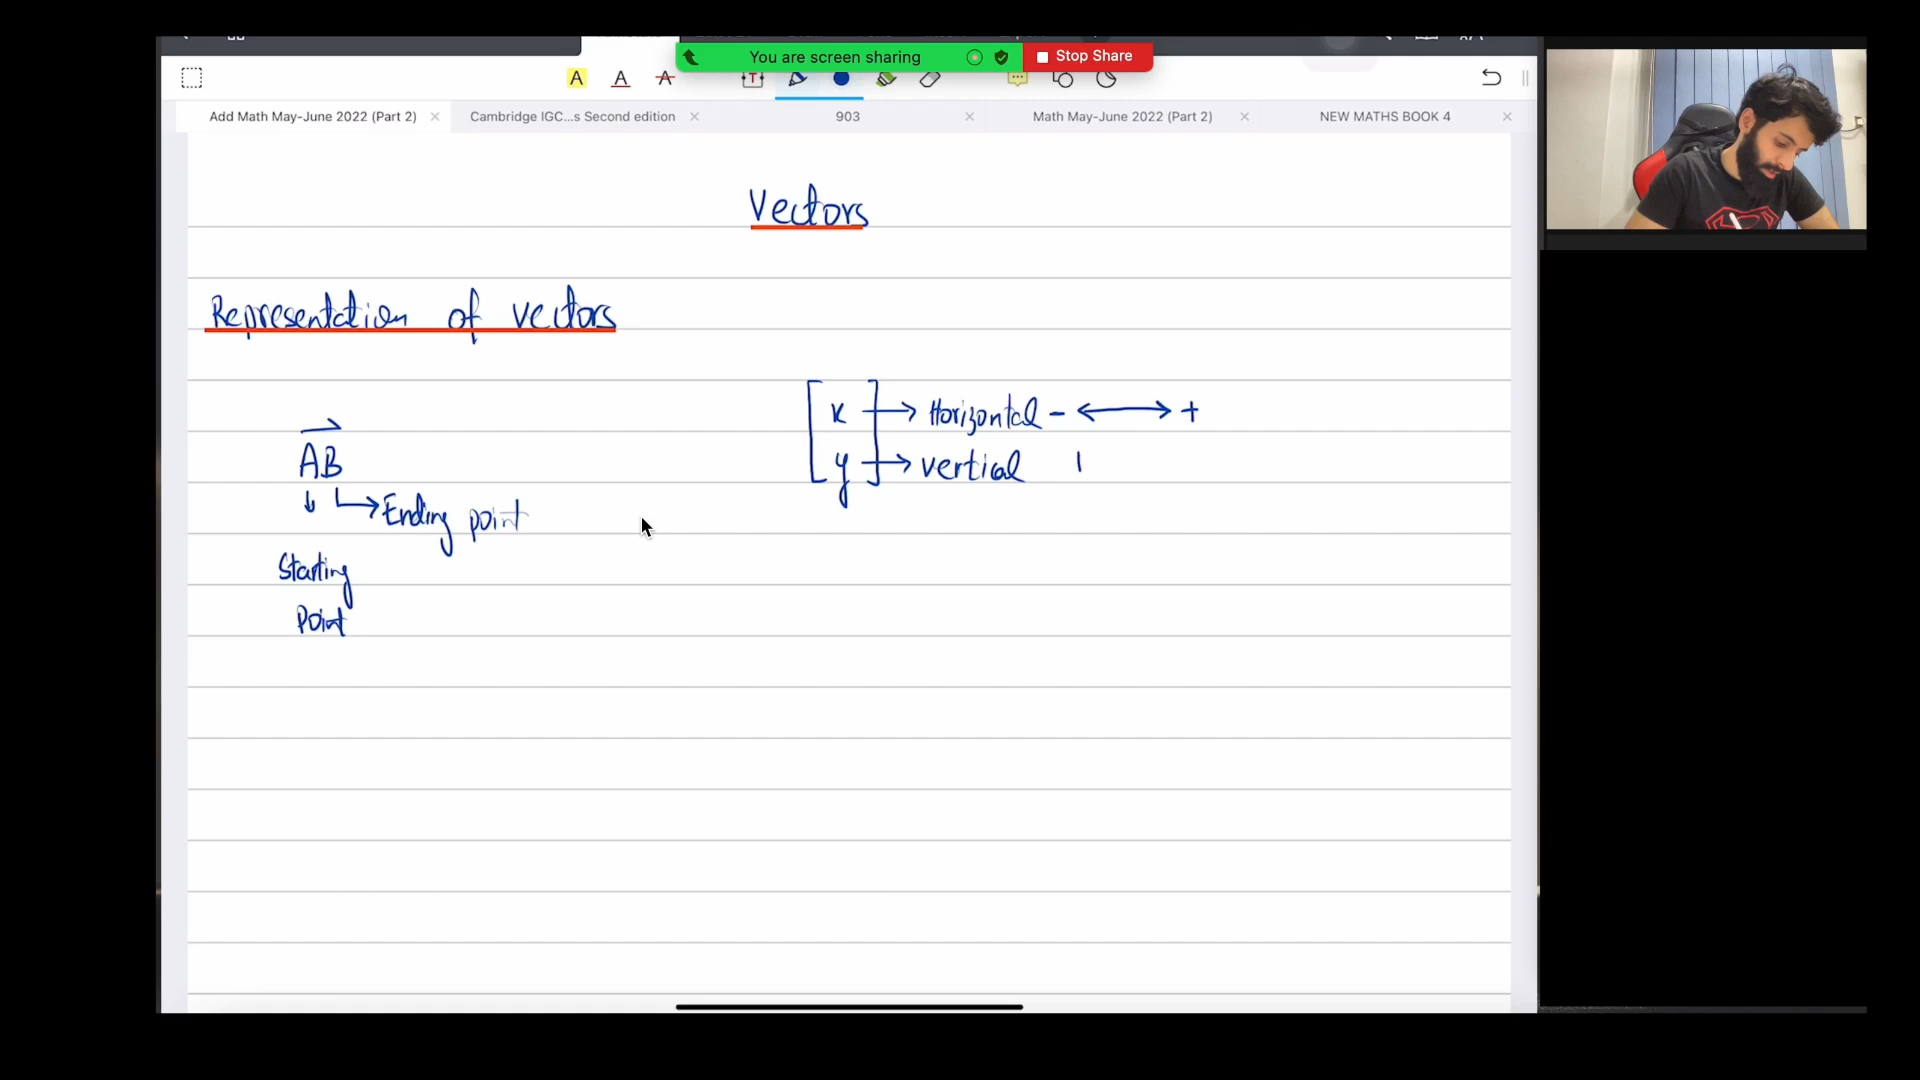 You are screen sharing
Stop Share
Add Math May-June 2022 (Part 2)
Cambridge IGC...s Second edition
903
Math May-June 2022 (Part 2)
NEW MATHS BOOK 4
Vectors
Representation of vectors
[x → Horizontal - ↔ +
AB
y] → vertical
↓ ↳ Ending point
Starting
Point